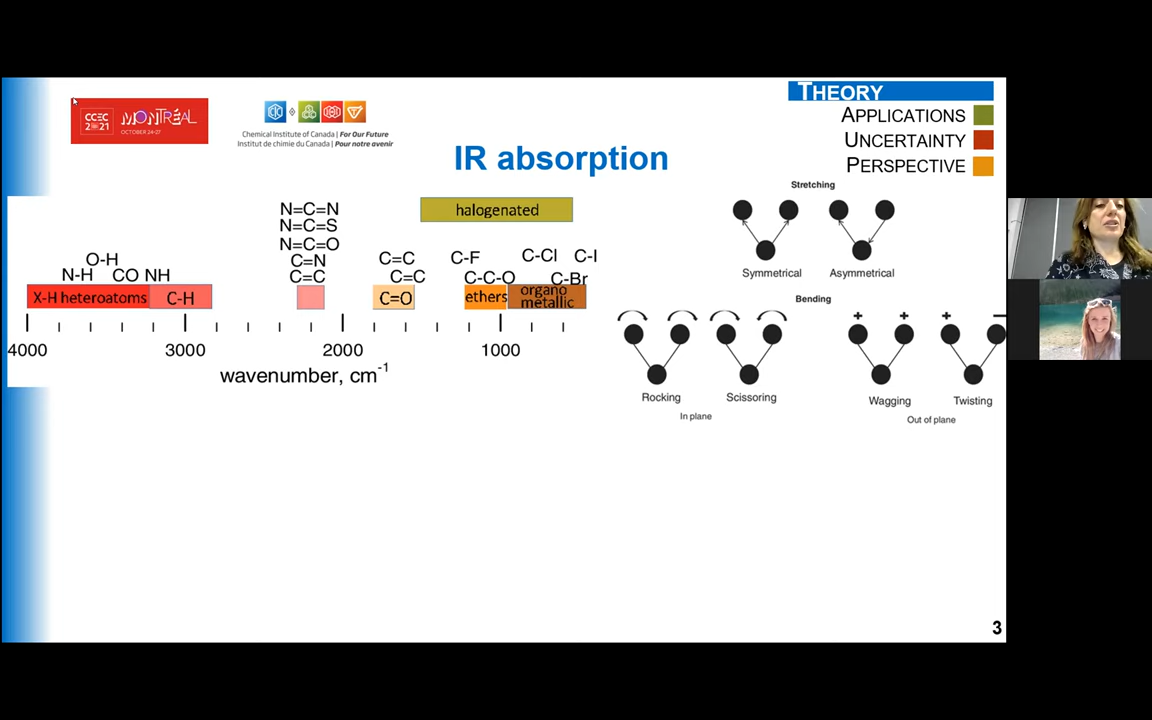 THEORY
APPLICATIONS
UNCERTAINTY
PERSPECTIVE
CCEC
2021
MONTRÉAL
OCTOBER 24-27
Chemical Institute of Canada | For Our Future
Institut de chimie du Canada | Pour notre avenir
IR absorption
N=C=N
N=C=S
N=C=O
C=N
C=C
halogenated
O-H
N-H
CO NH
C=C
C=C
C-F
C-C-O
C-Cl
C-I
C-Br
X-H heteroatoms
C-H
C=O
ethers
organo
metallic
4000
3000
2000
1000
wavenumber, cm-1
Stretching
Symmetrical
Asymmetrical
Bending
+ + + −
Rocking
Scissoring
In plane
Wagging
Twisting
Out of plane
3